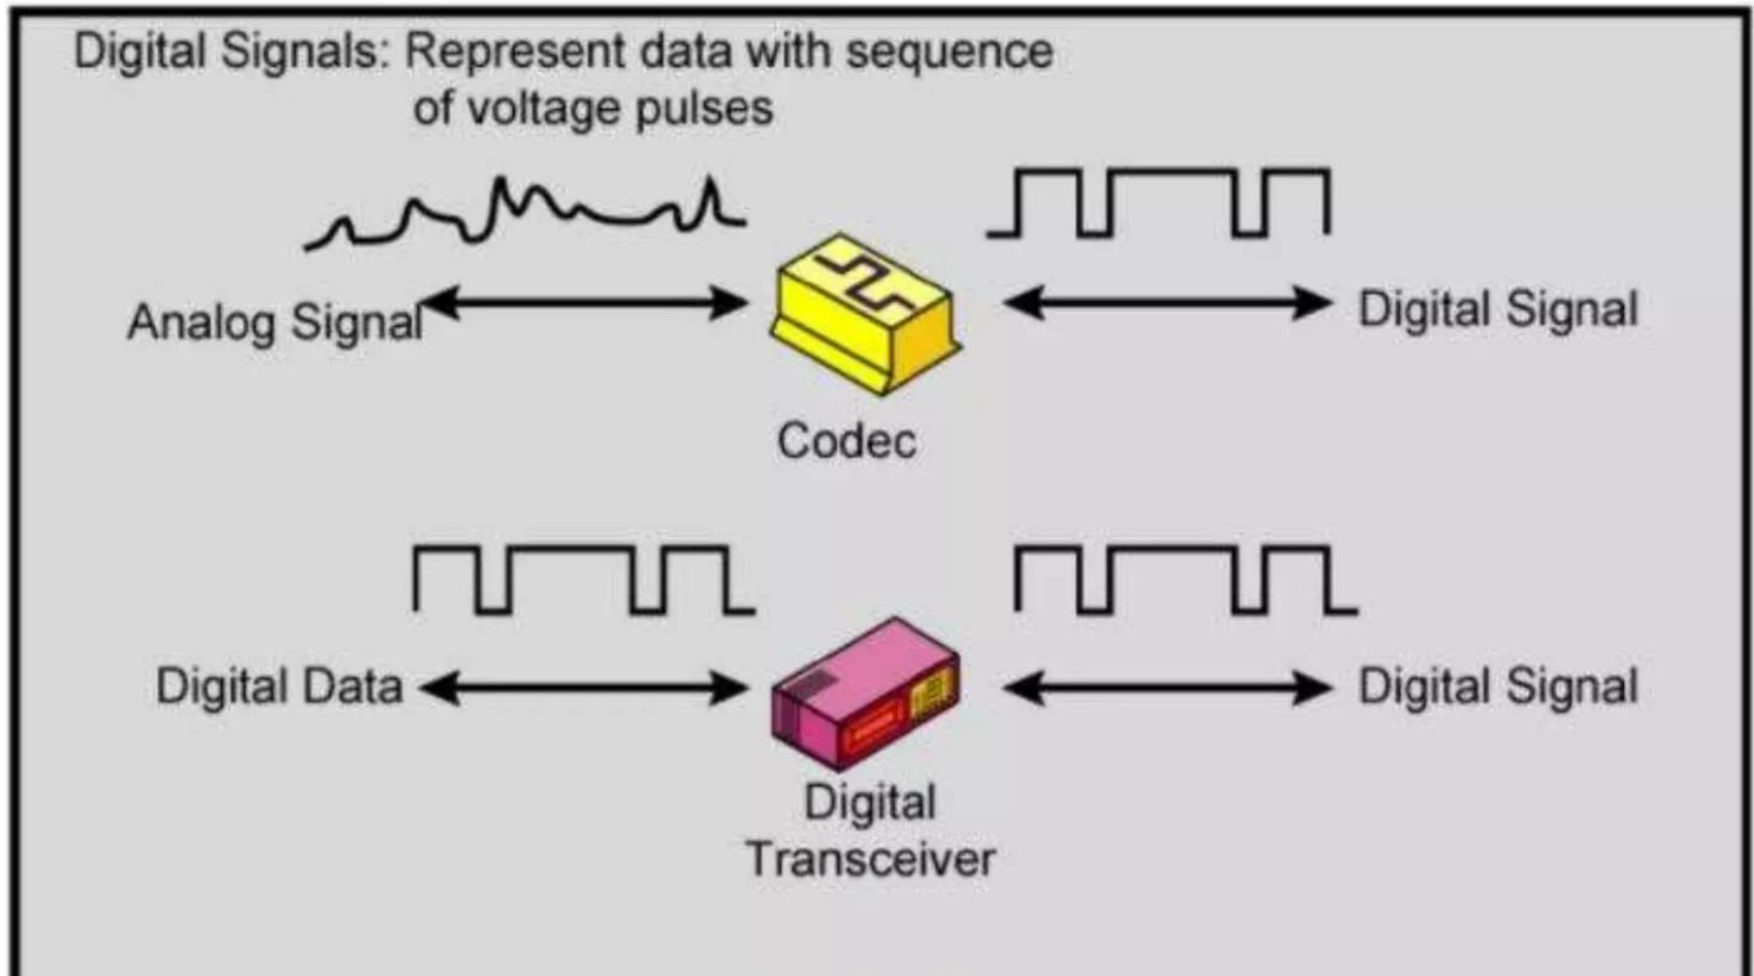 Digital Signals: Represent data with sequence
of voltage pulses
Analog Signal
Digital Signal
Codec
Digital Data
Digital Signal
Digital
Transceiver